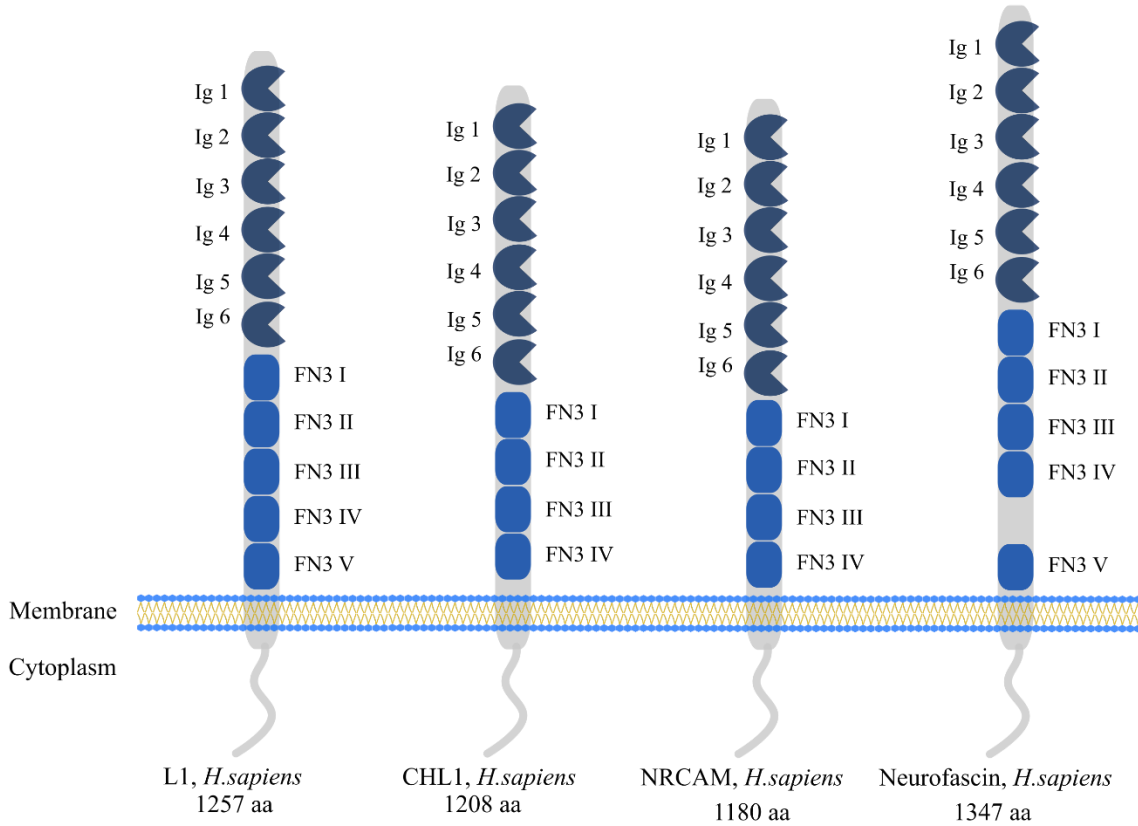 Ig 1
Ig 2
Ig 3
Ig 4
Ig 5
Ig 6
FN3 I
FN3 II
FN3 III
FN3 IV
FN3 V
Ig 1
Ig 2
Ig 3
Ig 4
Ig 5
Ig 6
FN3 I
FN3 II
FN3 III
FN3 IV
Ig 1
Ig 2
Ig 3
Ig 4
Ig 5
Ig 6
FN3 I
FN3 II
FN3 III
FN3 IV
Ig 1
Ig 2
Ig 3
Ig 4
Ig 5
Ig 6
FN3 I
FN3 II
FN3 III
FN3 IV
FN3 V
Membrane
Cytoplasm
L1, H.sapiens
1257 aa
CHL1, H.sapiens
1208 aa
NRCAM, H.sapiens
1180 aa
Neurofascin, H.sapiens
1347 aa